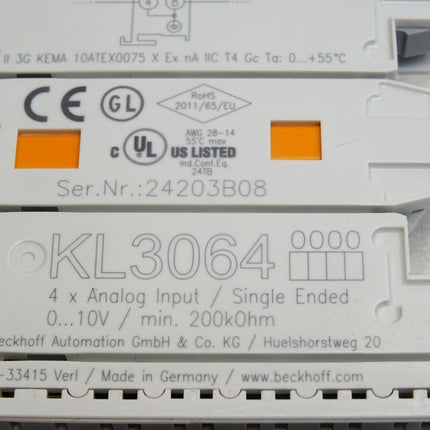 4 8
II 3G KEMA 10ATEX0075 X Ex nA IIC T4 Gc Ta: 0...+55°C
CE GL RoHS
2011/65/EU
c UL US LISTED
AWG 28-14
55°C max
Ind.Cont.Eq.
24TB
Ser.Nr.:24203B08
KL3064
4 x Analog Input / Single Ended
0...10V / min. 200kOhm
eckhoff Automation GmbH & Co. KG / Huelshorstweg 20
-33415 Verl / Made in Germany / www.beckhoff.com